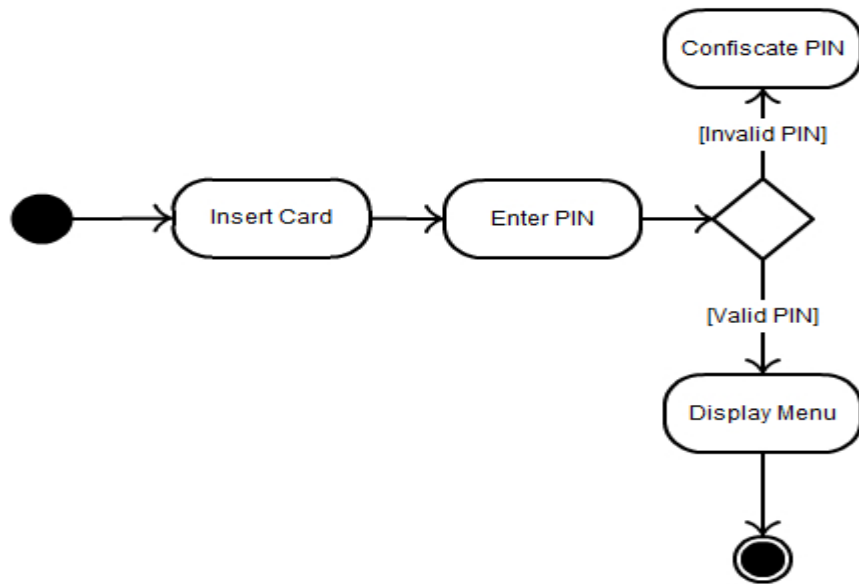 Confiscate PIN
[Invalid PIN]
Insert Card
Enter PIN
[Valid PIN]
Display Menu